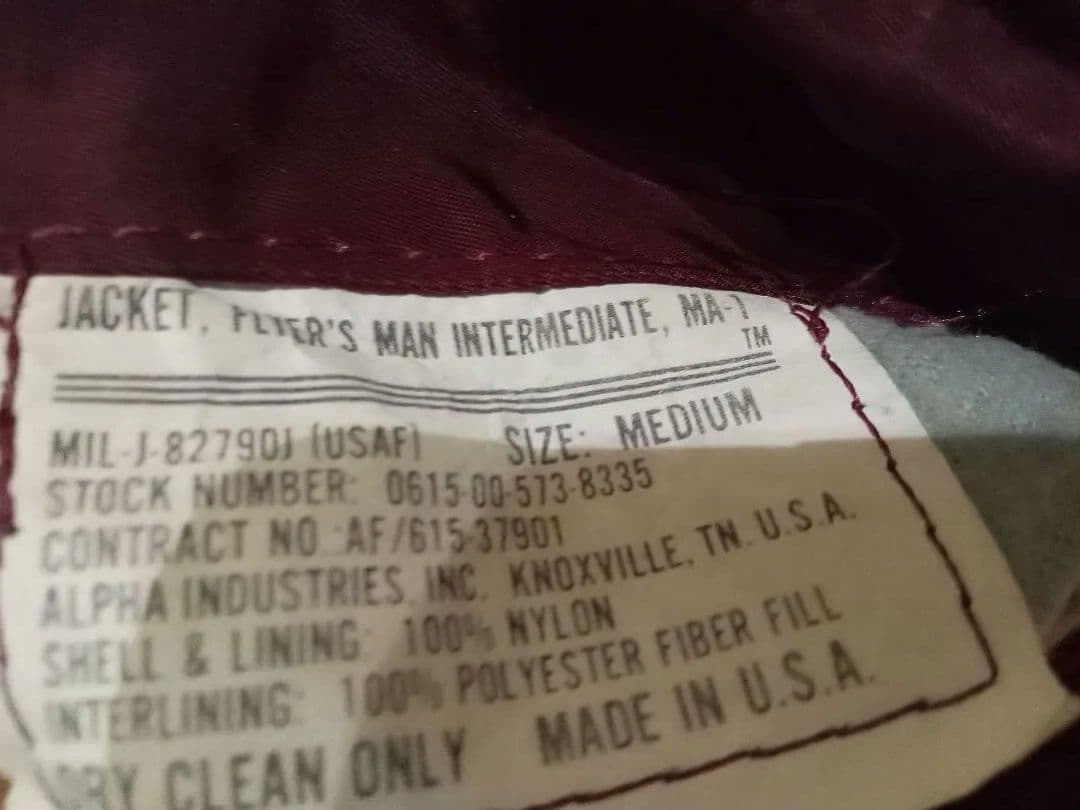 JACKET, FLYER'S MAN INTERMEDIATE, MA-1
TM
MIL-J-82790J (USAF) SIZE: MEDIUM
STOCK NUMBER: 0615-00-573-8335
CONTRACT NO.:AF/615-37901
ALPHA INDUSTRIES, INC. KNOXVILLE, TN. U.S.A.
SHELL & LINING: 100% NYLON
INTERLINING: 100% POLYESTER FIBER FILL
DRY CLEAN ONLY MADE IN U.S.A.